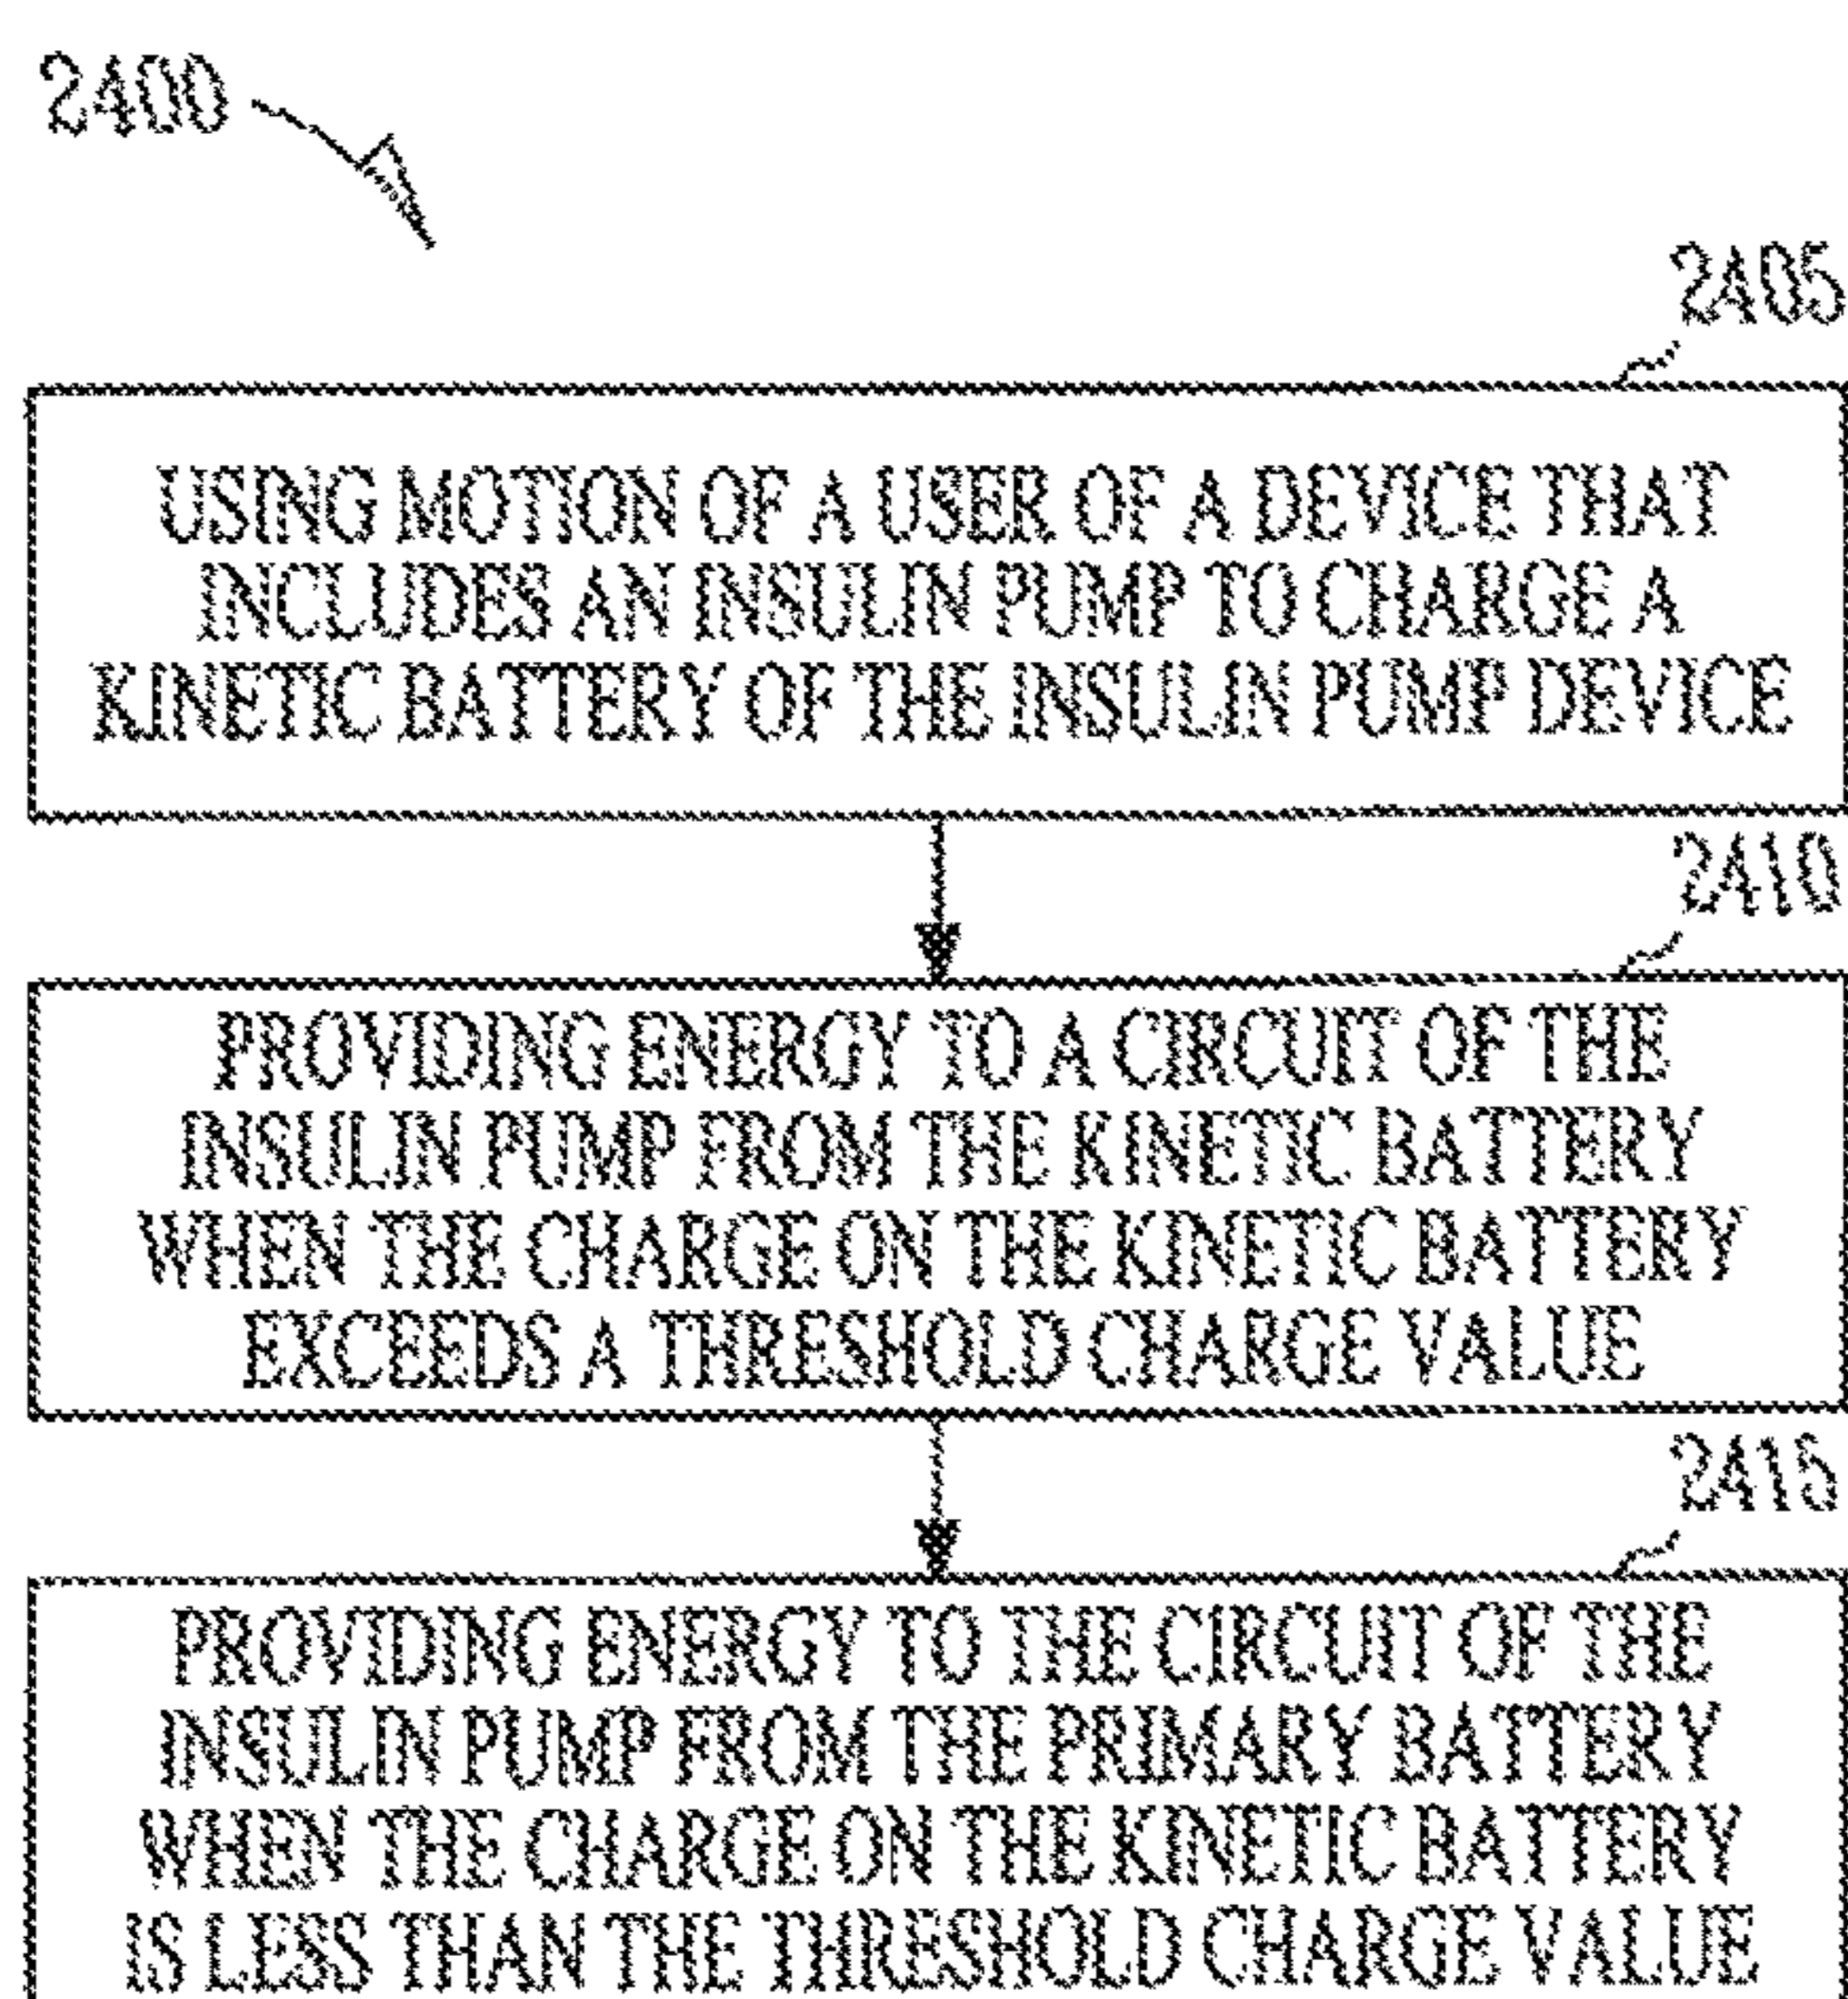 2400
2405
USING MOTION OF A USER OF A DEVICE THAT
INCLUDES AN INSULIN PUMP TO CHARGE A
KINETIC BATTERY OF THE INSULIN PUMP DEVICE
2410
PROVIDING ENERGY TO A CIRCUIT OF THE
INSULIN PUMP FROM THE KINETIC BATTERY
WHEN THE CHARGE ON THE KINETIC BATTERY
EXCEEDS A THRESHOLD CHARGE VALUE
2415
PROVIDING ENERGY TO THE CIRCUIT OF THE
INSULIN PUMP FROM THE PRIMARY BATTERY
WHEN THE CHARGE ON THE KINETIC BATTERY
IS LESS THAN THE THRESHOLD CHARGE VALUE